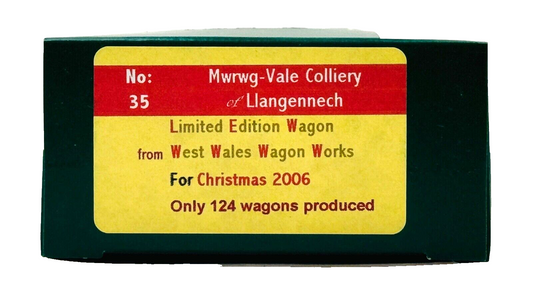 No: Mwrwg-Vale Colliery
35 of Llangennech
Limited Edition Wagon
from West Wales Wagon Works
For Christmas 2006
Only 124 wagons produced